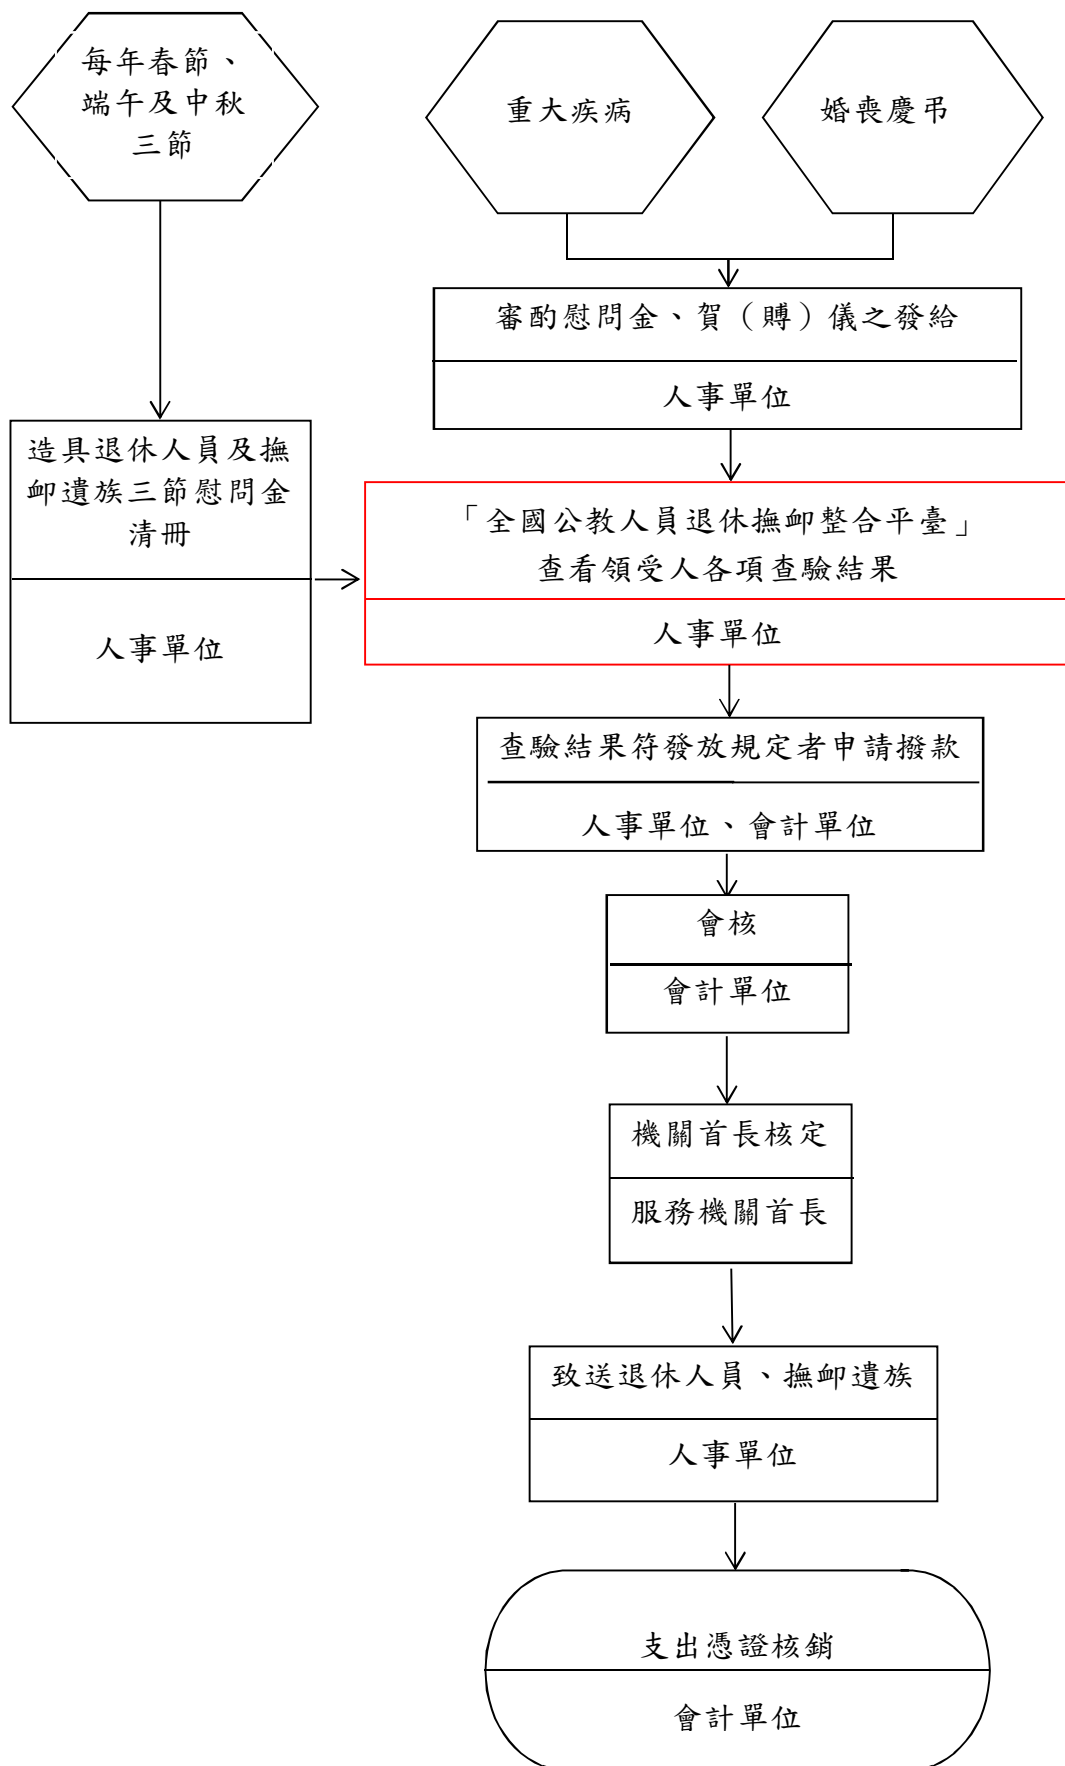 每年春節、
端午及中秋
三節
重大疾病
婚喪慶弔
審酌慰問金、賀（賻）儀之發給
人事單位
造具退休人員及撫
卹遺族三節慰問金
清冊
人事單位
「全國公教人員退休撫卹整合平臺」
查看領受人各項查驗結果
人事單位
查驗結果符發放規定者申請撥款
人事單位、會計單位
會核
會計單位
機關首長核定
服務機關首長
致送退休人員、撫卹遺族
人事單位
支出憑證核銷
會計單位